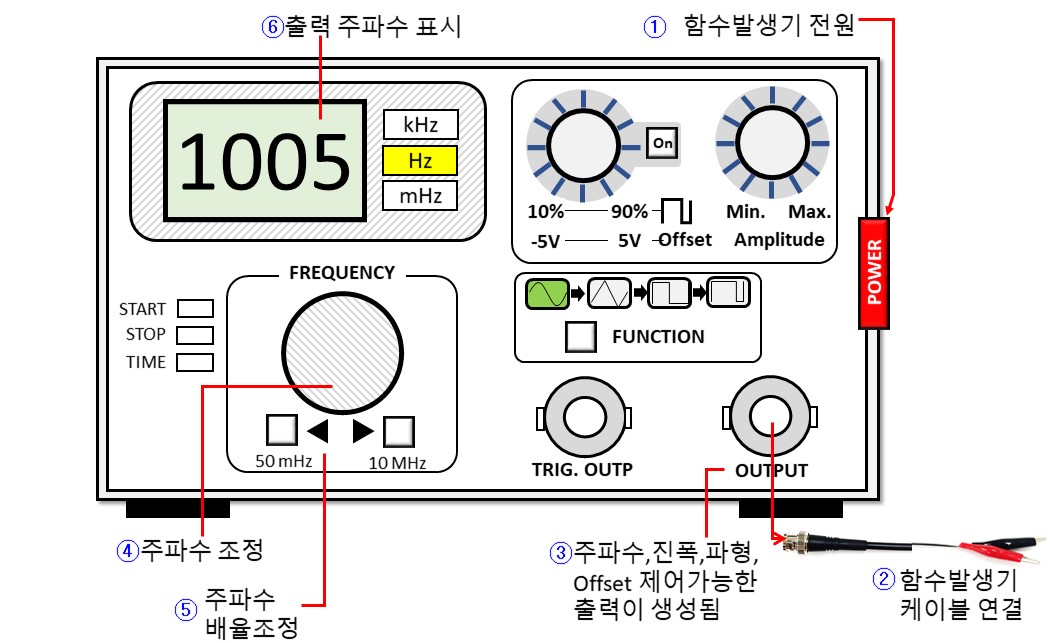 ⑥출력 주파수 표시
① 함수발생기 전원
1005
kHz
Hz
mHz
On
10% 90%
-5V 5V Offset
Min. Max.
Amplitude
POWER
FREQUENCY
START
STOP
TIME
50 mHz
10 MHz
FUNCTION
TRIG. OUTP
OUTPUT
④주파수 조정
⑤ 주파수
배율조정
③주파수,진폭,파형,
Offset 제어가능한
출력이 생성됨
② 함수발생기
케이블 연결